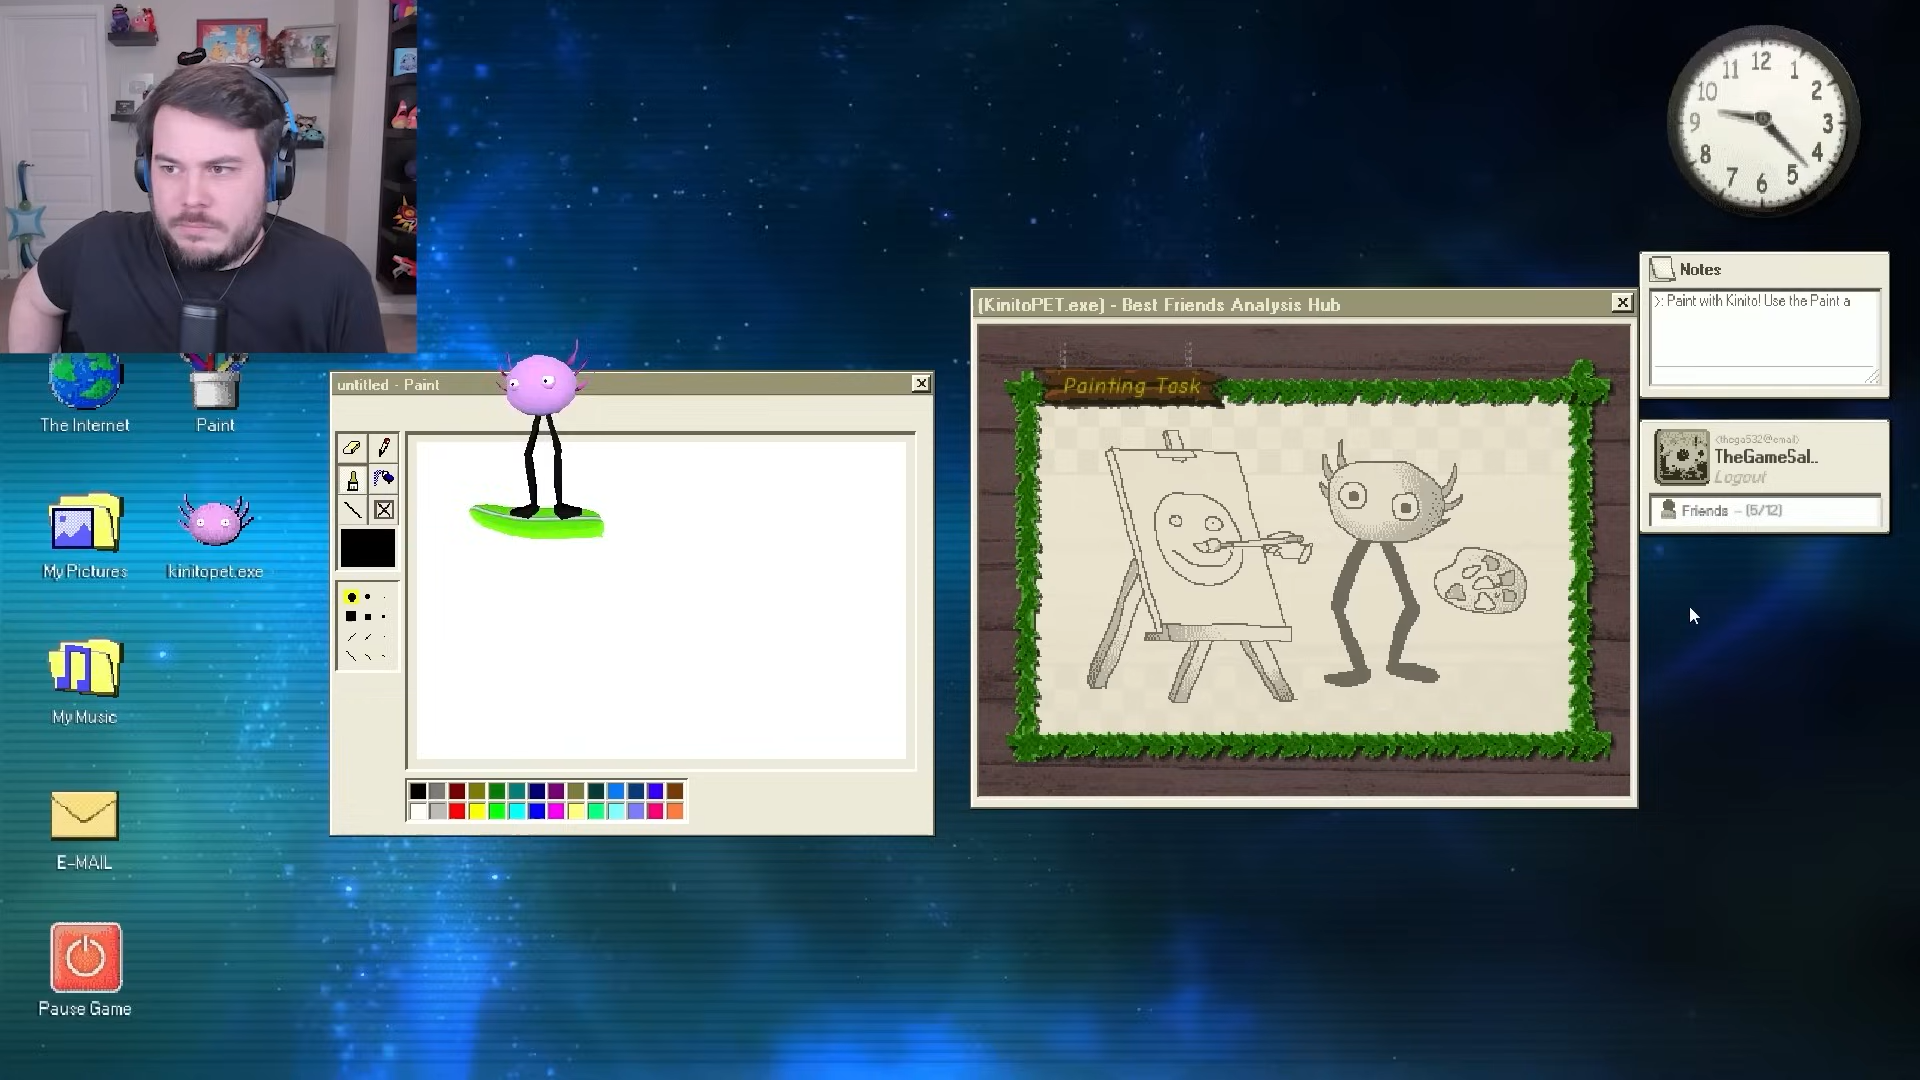 12
11
1
10
2
9
3
8
4
7
5
6
Notes
>: Paint with Kinito! Use the Paint a
(KinitoPET.exe) - Best Friends Analysis Hub
Painting Task
untitled - Paint
<thega532@email>
TheGameSal..
Logout
Friends - (5/12)
The Internet
Paint
My Pictures
kinitopet.exe
My Music
E-MAIL
Pause Game